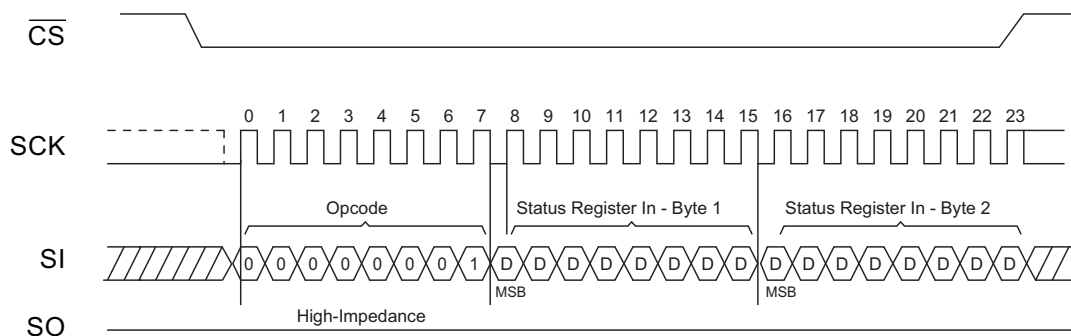 CS
0 1 2 3 4 5 6 7 8 9 10 11 12 13 14 15 16 17 18 19 20 21 22 23
SCK
Opcode Status Register In - Byte 1 Status Register In - Byte 2
SI 0 0 0 0 0 0 0 1 D D D D D D D D D D D D D D D D
MSB MSB
High-Impedance
SO